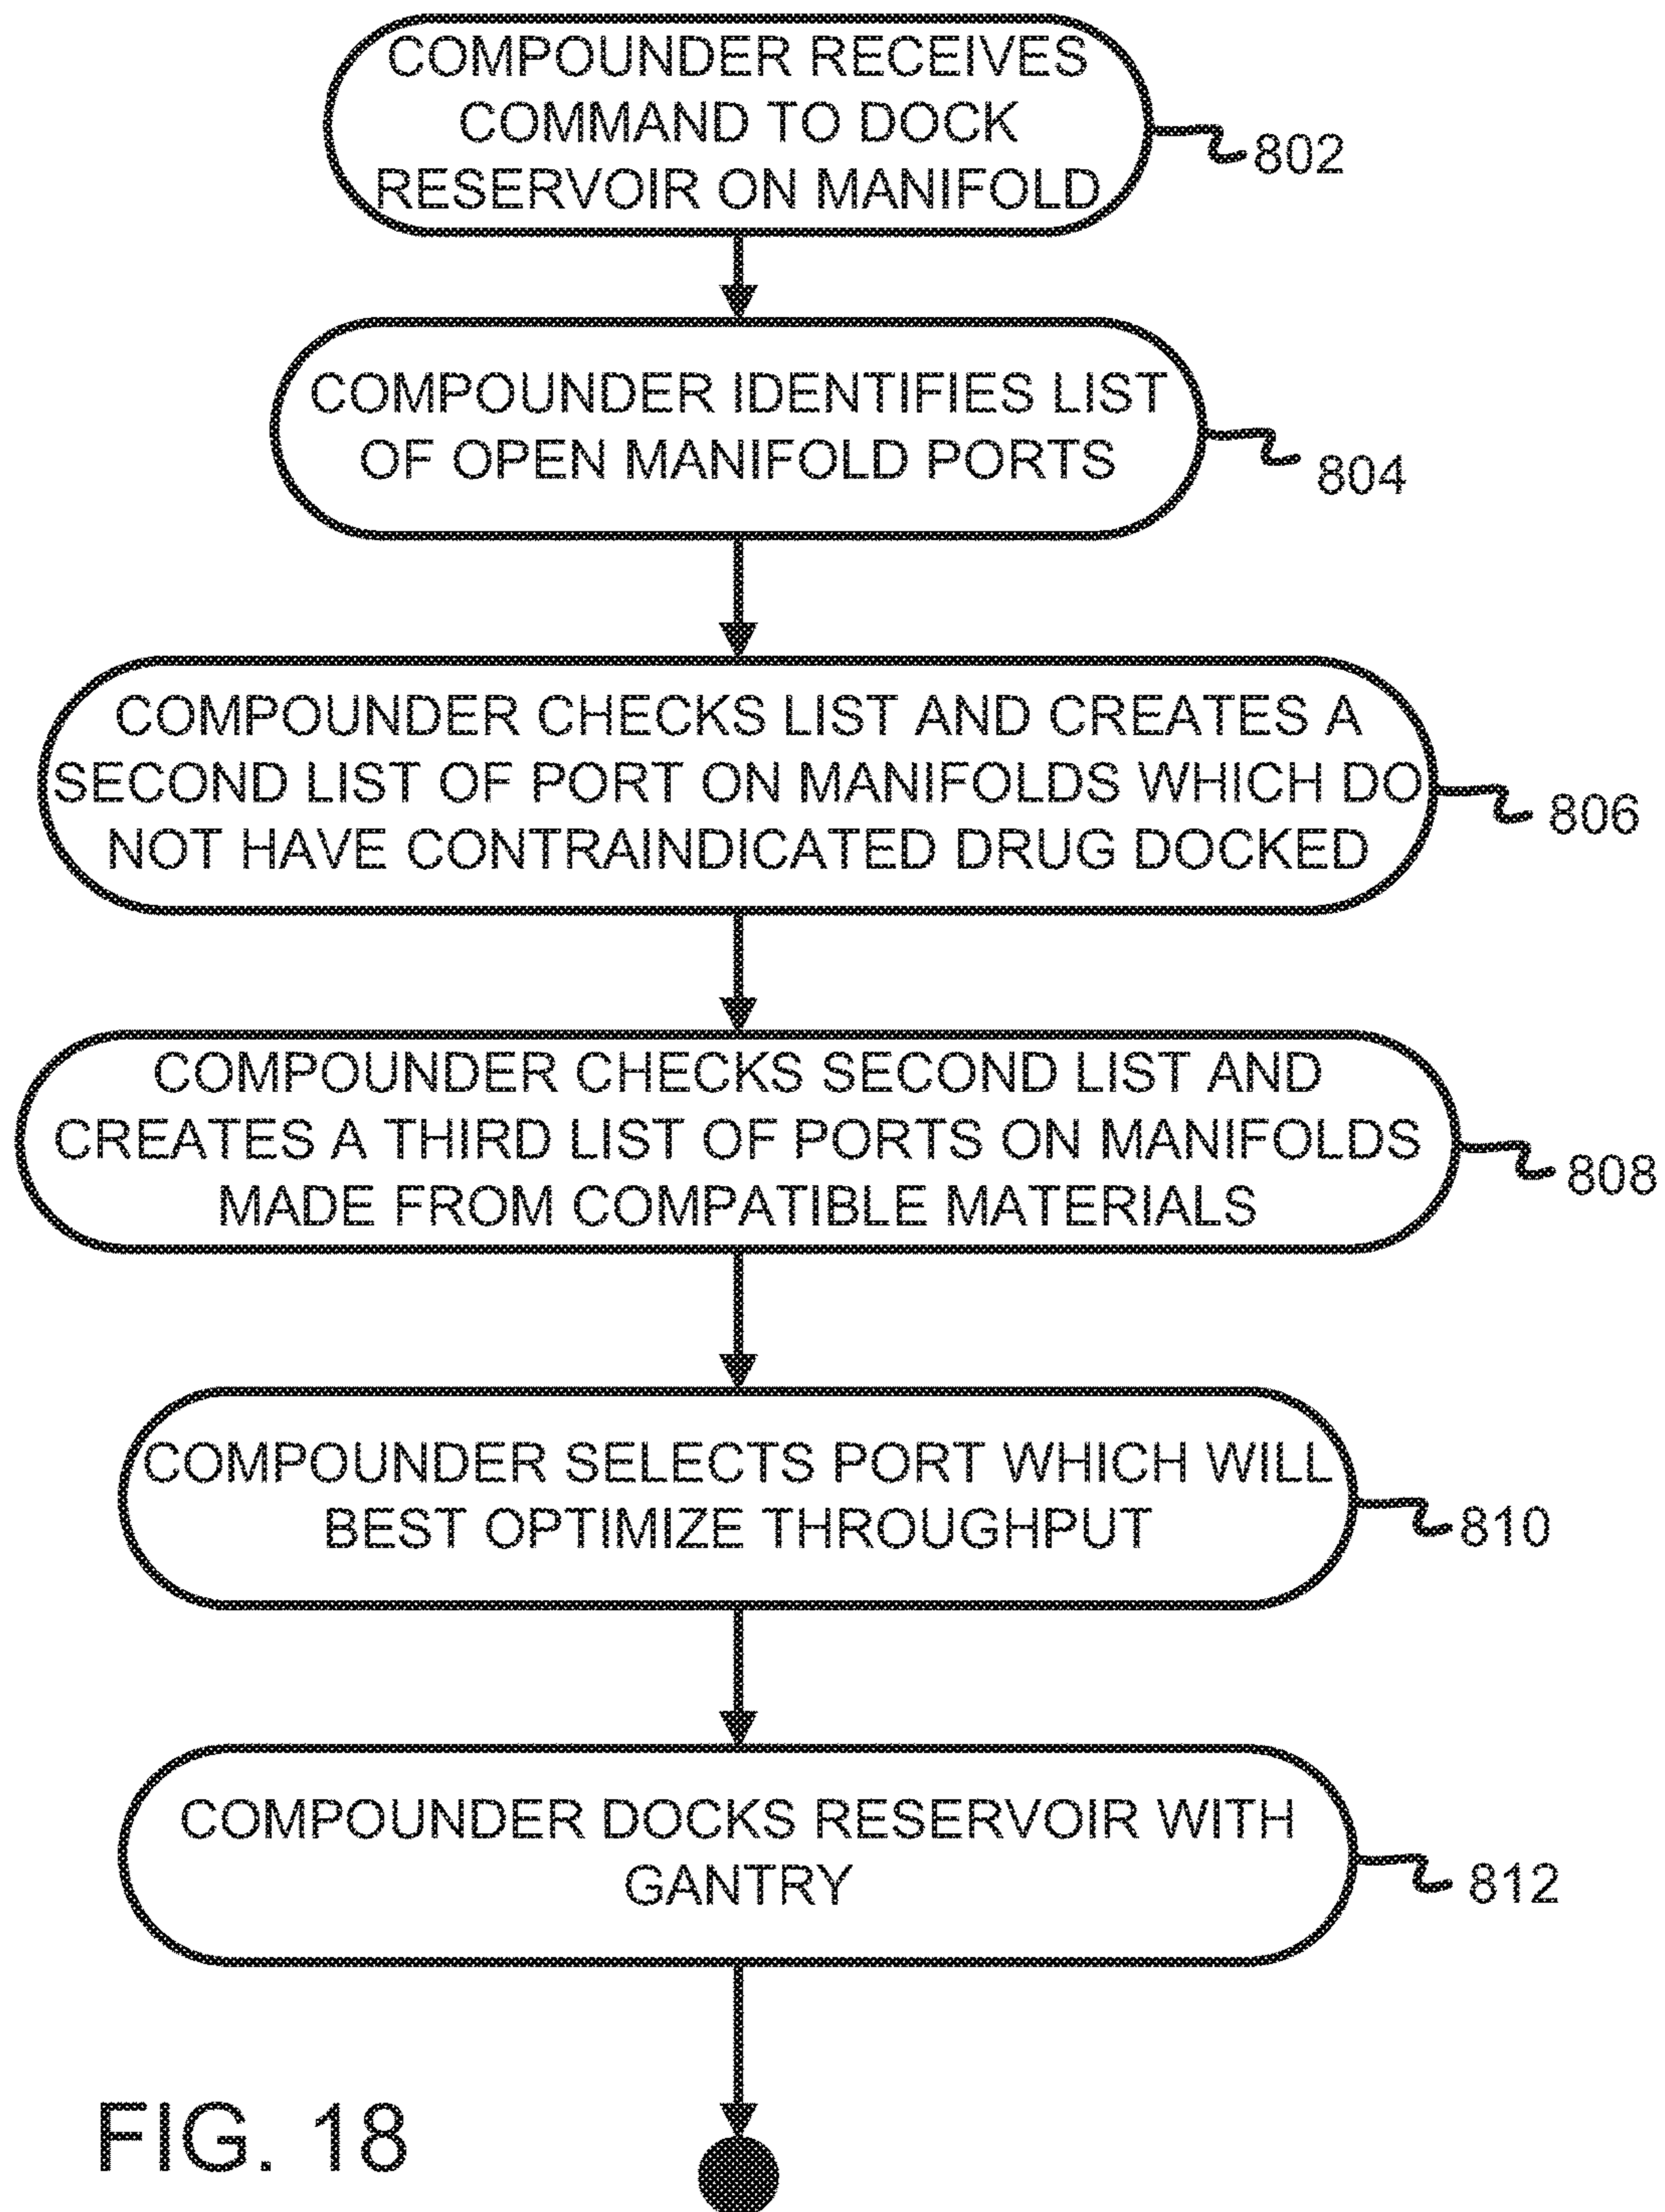 COMPOUNDER RECEIVES
COMMAND TO DOCK
RESERVOIR ON MANIFOLD
802
COMPOUNDER IDENTIFIES LIST
OF OPEN MANIFOLD PORTS
804
COMPOUNDER CHECKS LIST AND CREATES A
SECOND LIST OF PORT ON MANIFOLDS WHICH DO
NOT HAVE CONTRAINDICATED DRUG DOCKED
806
COMPOUNDER CHECKS SECOND LIST AND
CREATES A THIRD LIST OF PORTS ON MANIFOLDS
MADE FROM COMPATIBLE MATERIALS
808
COMPOUNDER SELECTS PORT WHICH WILL
BEST OPTIMIZE THROUGHPUT
810
COMPOUNDER DOCKS RESERVOIR WITH
GANTRY
812
FIG. 18